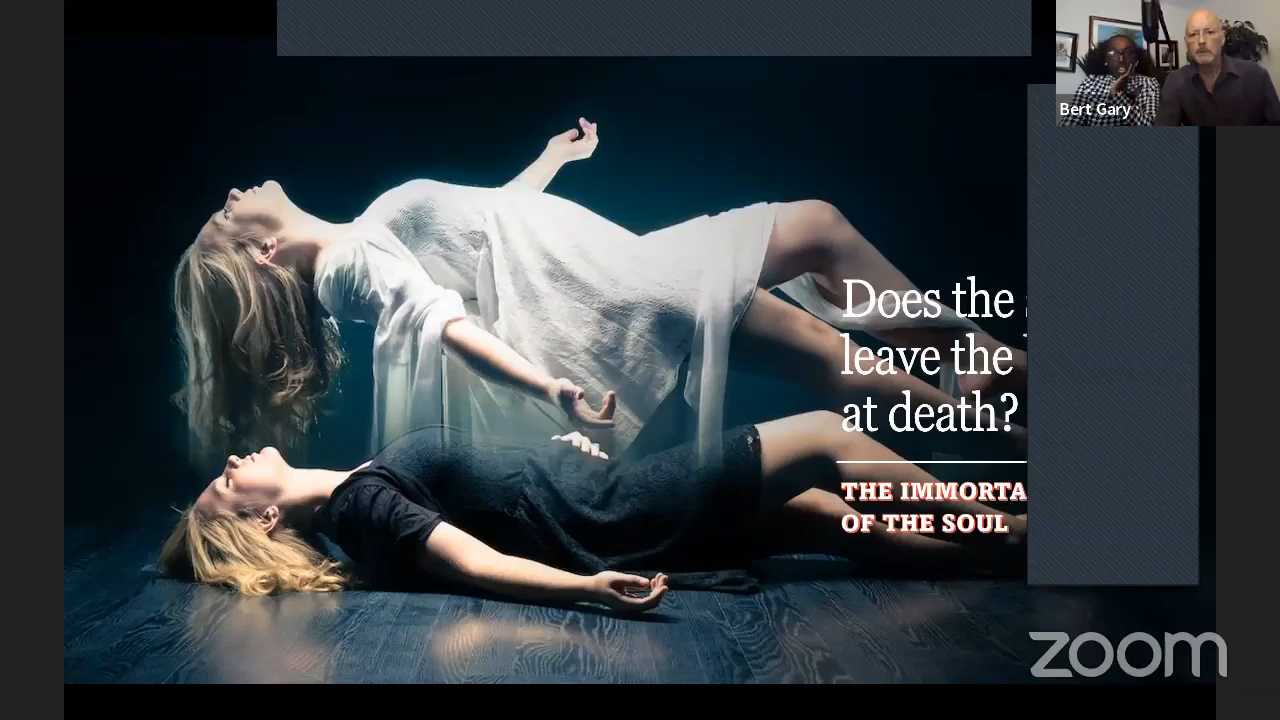 Bert Gary
Does the
leave the
at death?
THE IMMORTA
OF THE SOUL
zoom